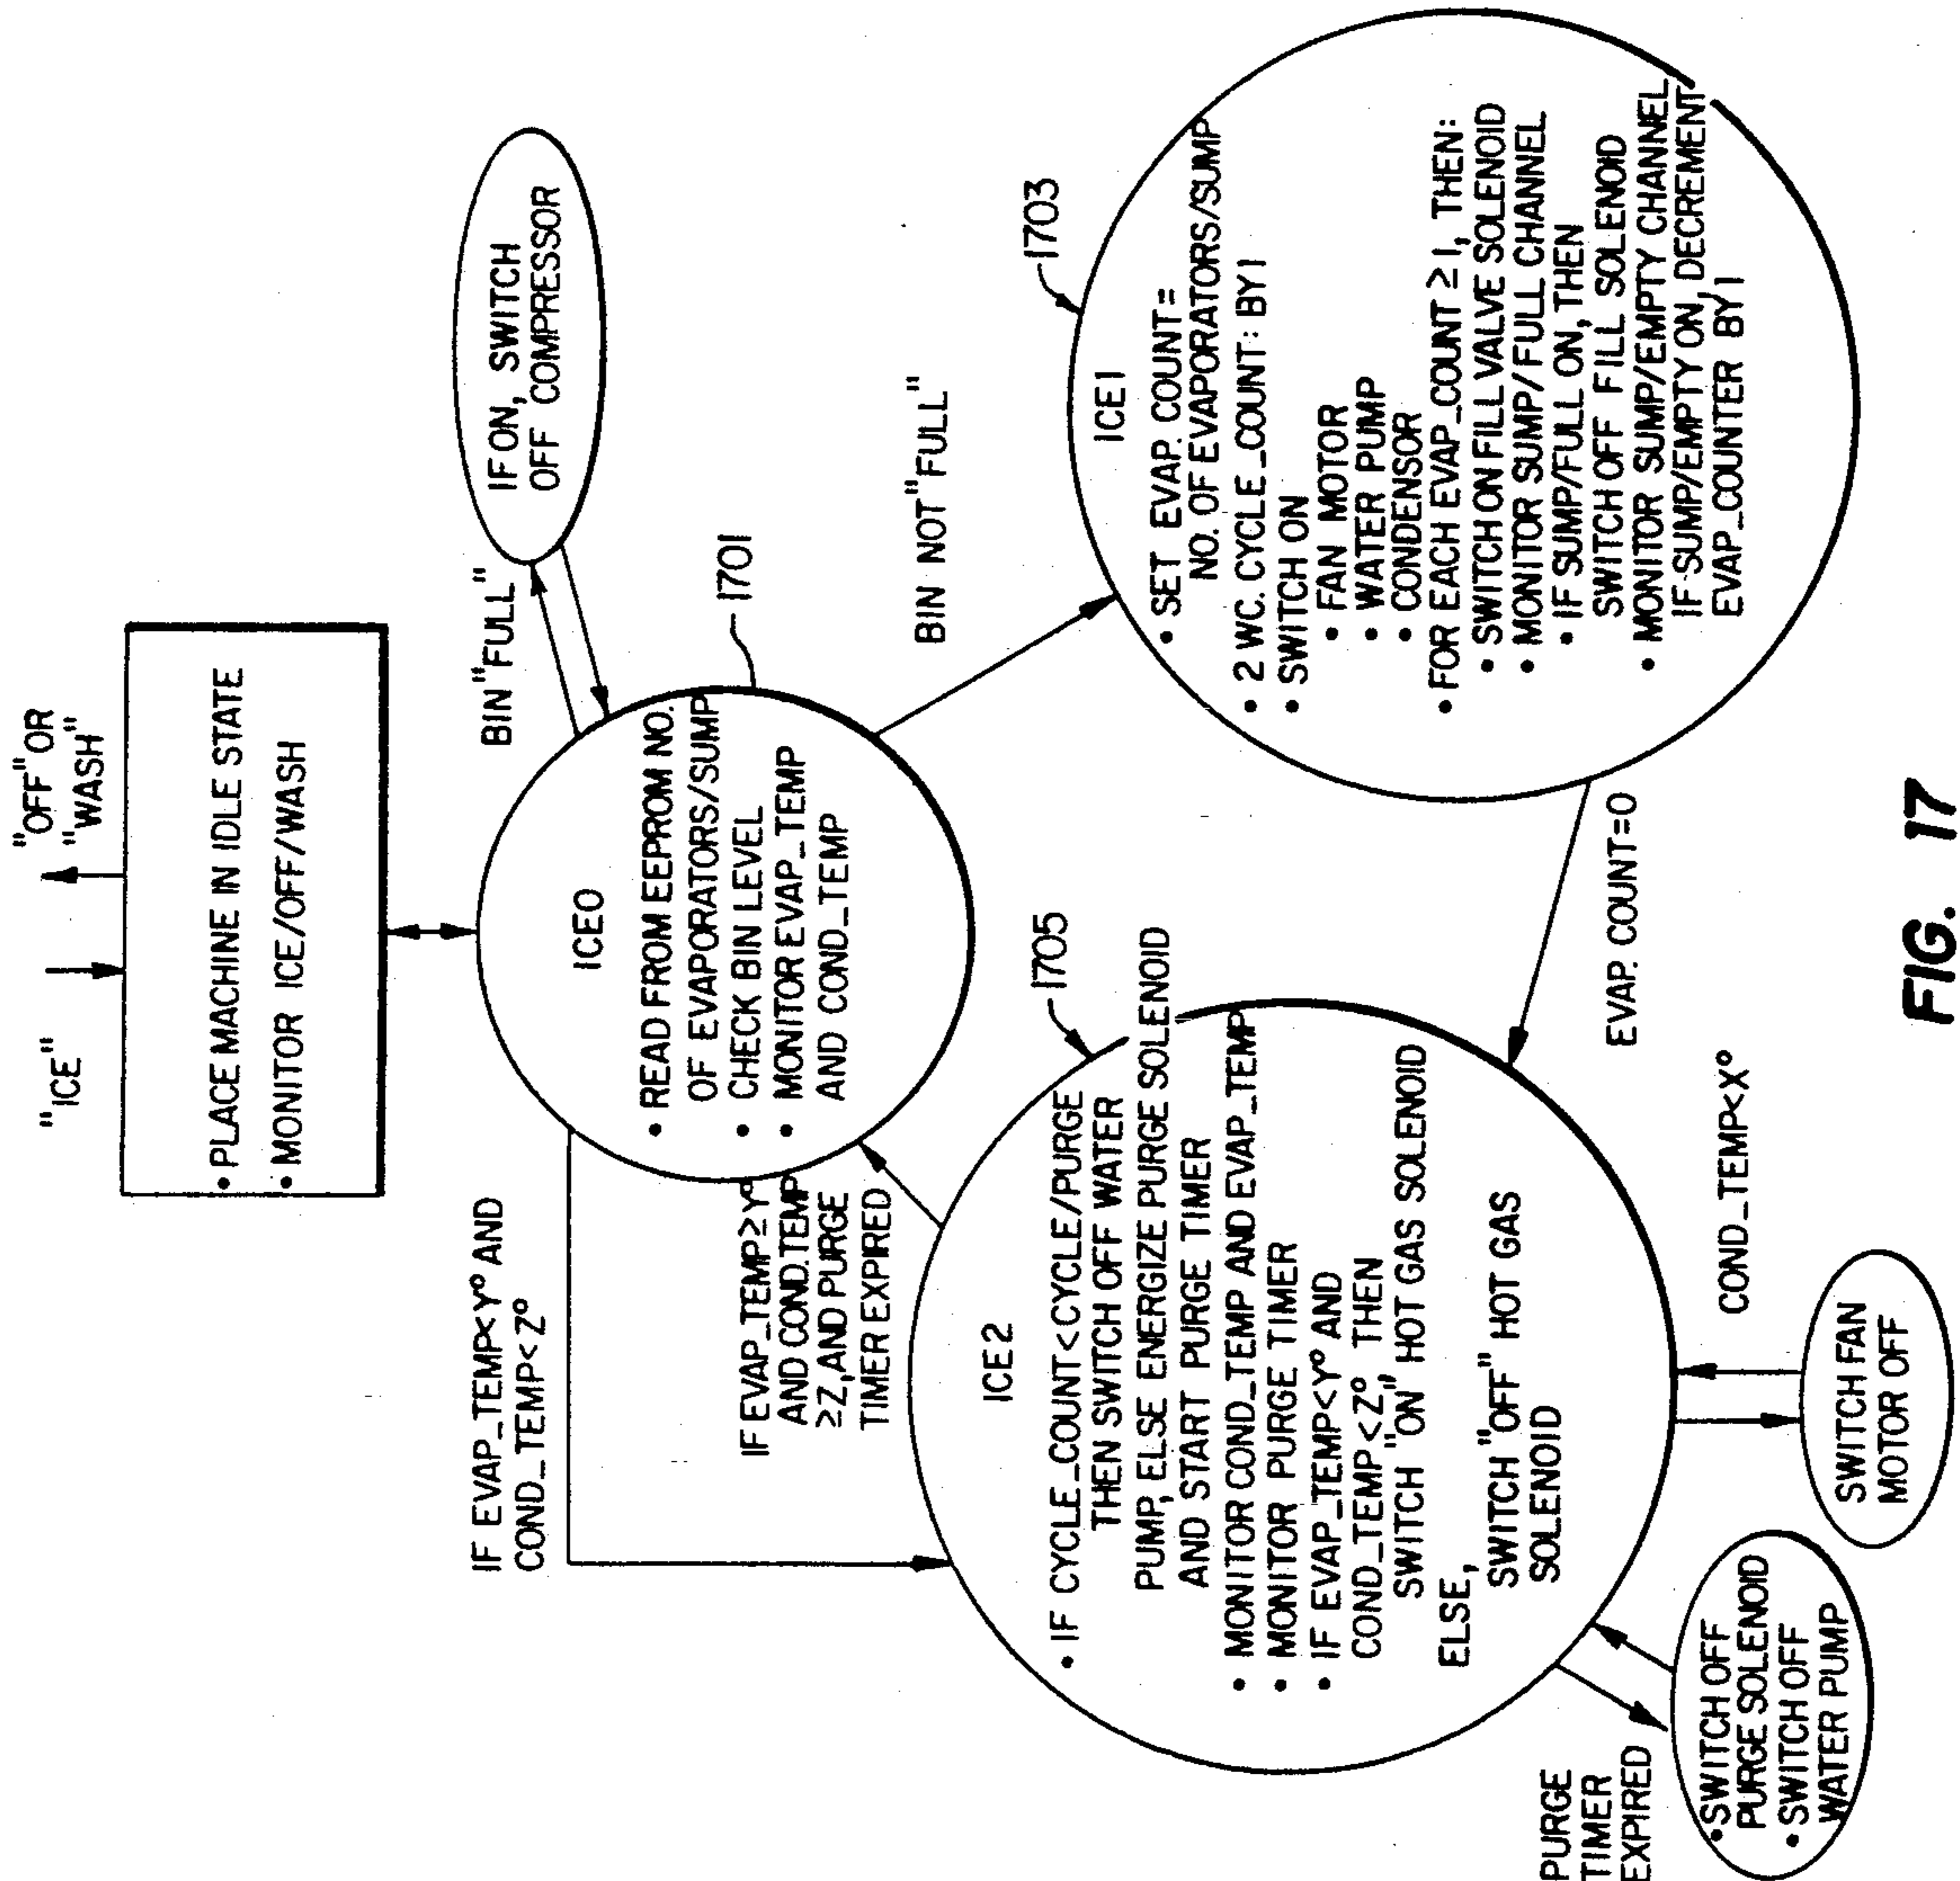 "ICE"
"OFF" OR
"WASH"
• PLACE MACHINE IN IDLE STATE
• MONITOR ICE/OFF/WASH
IF ON, SWITCH
OFF COMPRESSOR
BIN "FULL"
1701
ICE0
• READ FROM EEPROM NO.
OF EVAPORATORS/SUMP
• CHECK BIN LEVEL
• MONITOR EVAP_TEMP
AND COND_TEMP
BIN NOT "FULL"
1703
ICE1
• SET EVAP. COUNT=
NO. OF EVAPORATORS/SUMP
• 2 WC. CYCLE_COUNT: BY 1
• SWITCH ON
• FAN MOTOR
• WATER PUMP
• CONDENSOR
• FOR EACH EVAP_COUNT ≥ 1, THEN:
• SWITCH ON FILL VALVE SOLENOID
• MONITOR SUMP/FULL CHANNEL
• IF SUMP/FULL ON, THEN
SWITCH OFF FILL SOLENOID
• MONITOR SUMP/EMPTY CHANNEL
IF SUMP/EMPTY ON, DECREMENT
EVAP_COUNTER BY 1
EVAP. COUNT=0
IF EVAP_TEMP<Y° AND
COND_TEMP<Z°
IF EVAP_TEMP≥Y°
AND COND.TEMP
≥Z, AND PURGE
TIMER EXPIRED
1705
ICE2
• IF CYCLE_COUNT<CYCLE/PURGE
THEN SWITCH OFF WATER
PUMP, ELSE ENERGIZE PURGE SOLENOID
AND START PURGE TIMER
• MONITOR COND_TEMP AND EVAP_TEMP
• MONITOR PURGE TIMER
• IF EVAP_TEMP<Y° AND
COND_TEMP<Z°, THEN
SWITCH "ON" HOT GAS SOLENOID
ELSE,
SWITCH "OFF" HOT GAS
SOLENOID
COND_TEMP<X°
SWITCH FAN
MOTOR OFF
PURGE
TIMER
EXPIRED
• SWITCH OFF
PURGE SOLENOID
• SWITCH OFF
WATER PUMP
FIG. 17